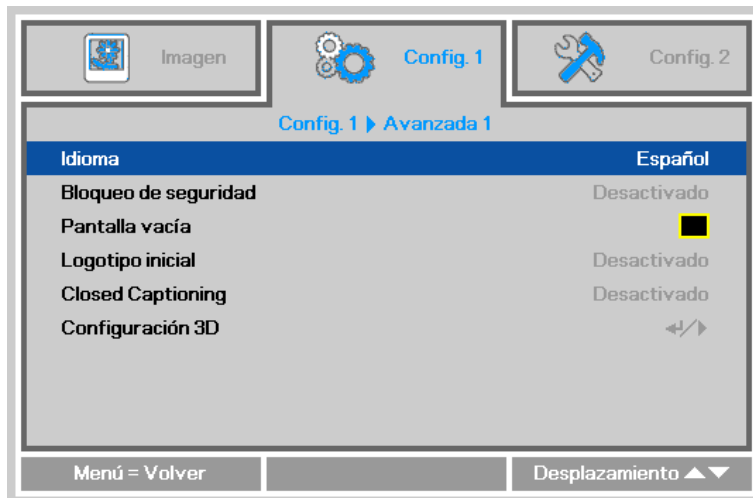 Imagen
Config. 1
Config. 2
Config. 1 Avanzada 1
Idioma Español
Bloqueo de seguridad Desactivado
Pantalla vacía
Logotipo inicial Desactivado
Closed Captioning Desactivado
Configuración 3D ↵/▶
Menú = Volver
Desplazamiento ▲▼